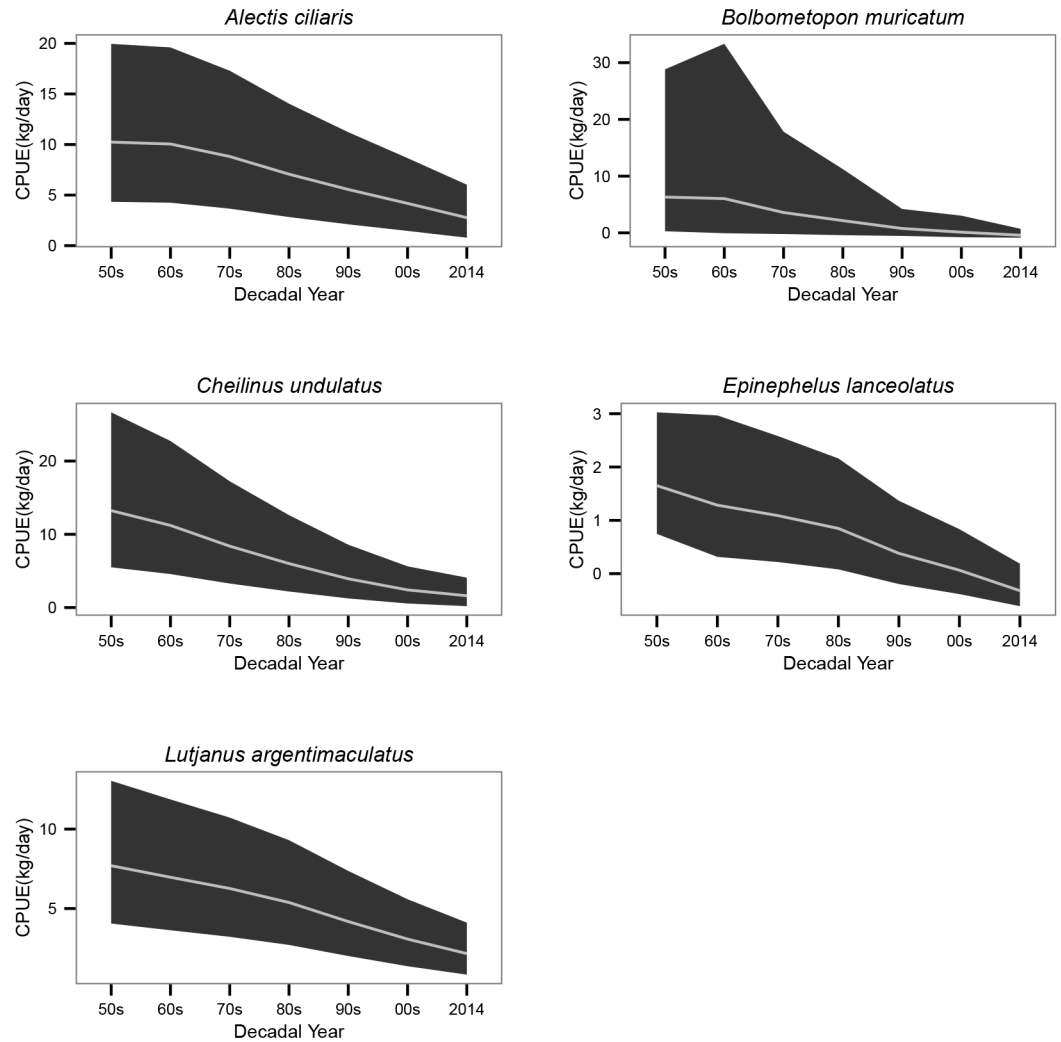 Alectis ciliaris
CPUE(kg/day)
20
15
10
5
0
50s 60s 70s 80s 90s 00s 2014
Decadal Year
Bolbometopon muricatum
CPUE(kg/day)
30
20
10
0
50s 60s 70s 80s 90s 00s 2014
Decadal Year
Cheilinus undulatus
CPUE(kg/day)
20
10
0
50s 60s 70s 80s 90s 00s 2014
Decadal Year
Epinephelus lanceolatus
CPUE(kg/day)
3
2
1
0
50s 60s 70s 80s 90s 00s 2014
Decadal Year
Lutjanus argentimaculatus
CPUE(kg/day)
10
5
50s 60s 70s 80s 90s 00s 2014
Decadal Year